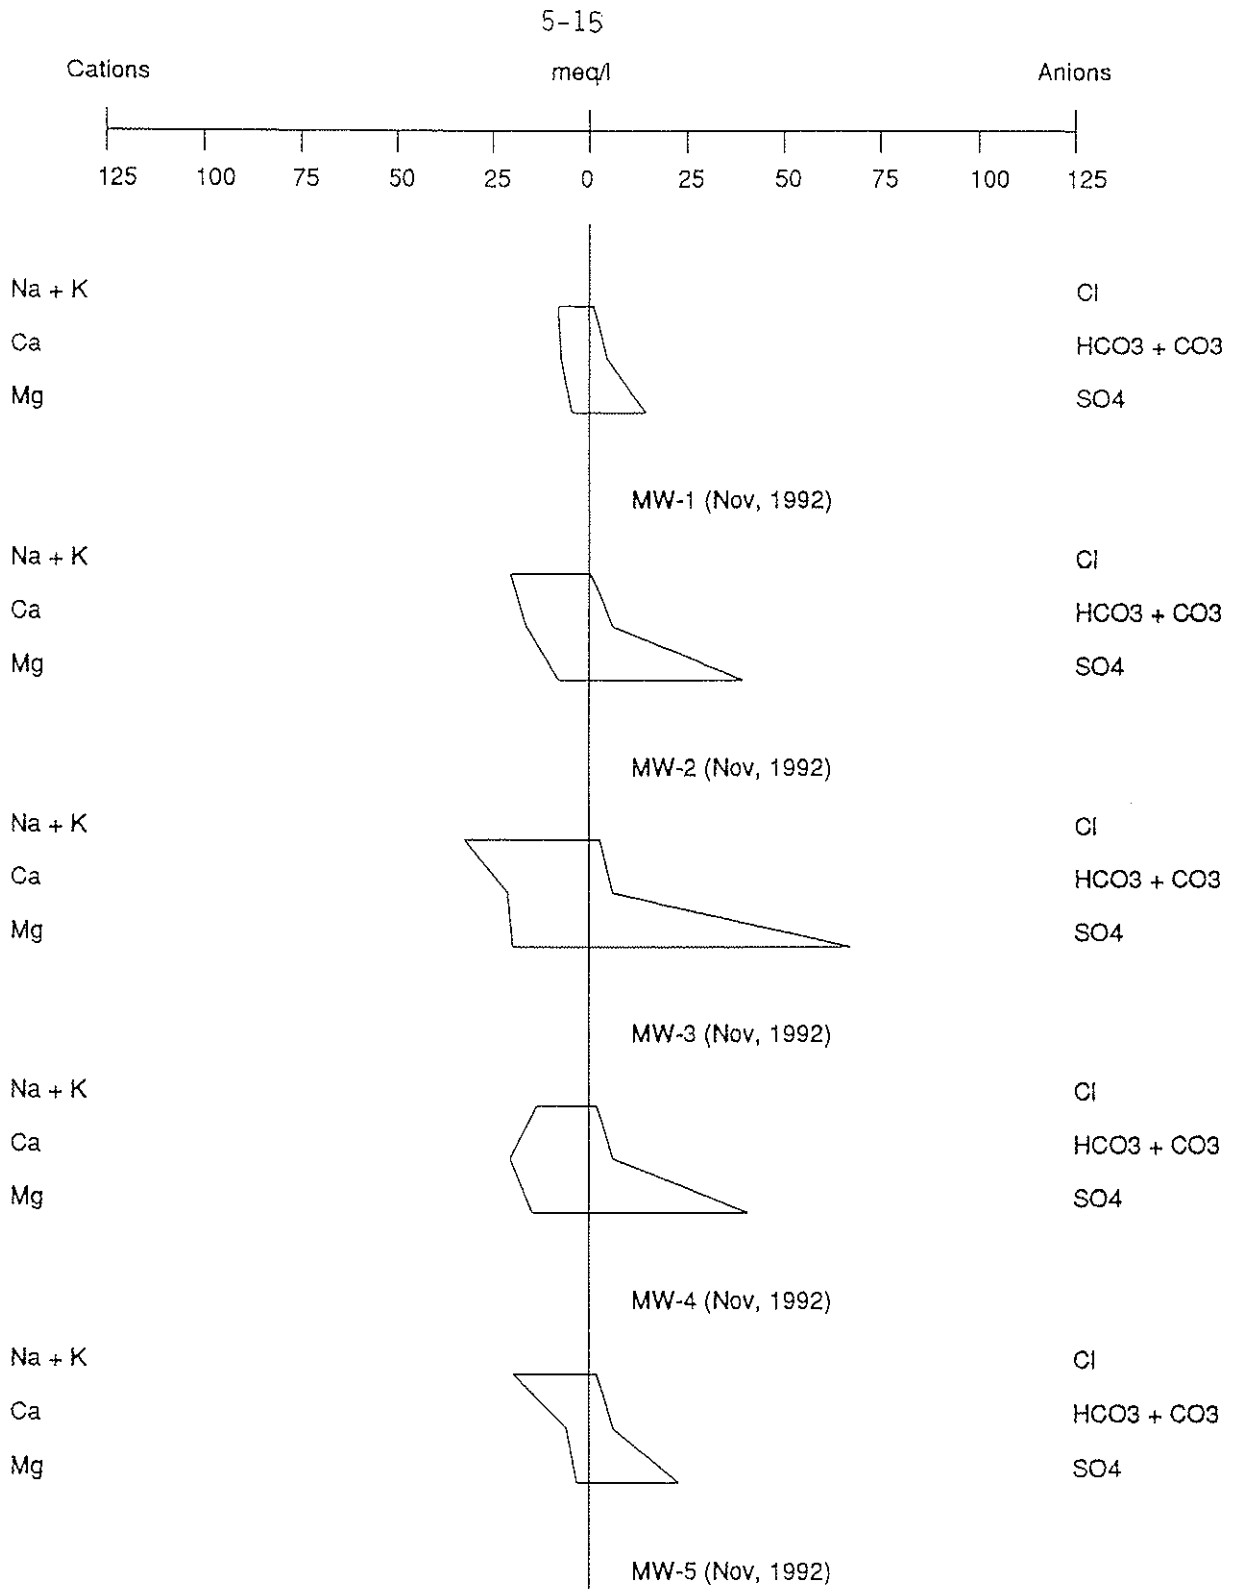 5-15
Cations meq/l Anions
125 100 75 50 25 0 25 50 75 100 125
Na + K Cl
Ca HCO3 + CO3
Mg SO4
MW-1 (Nov, 1992)
Na + K Cl
Ca HCO3 + CO3
Mg SO4
MW-2 (Nov, 1992)
Na + K Cl
Ca HCO3 + CO3
Mg SO4
MW-3 (Nov, 1992)
Na + K Cl
Ca HCO3 + CO3
Mg SO4
MW-4 (Nov, 1992)
Na + K Cl
Ca HCO3 + CO3
Mg SO4
MW-5 (Nov, 1992)